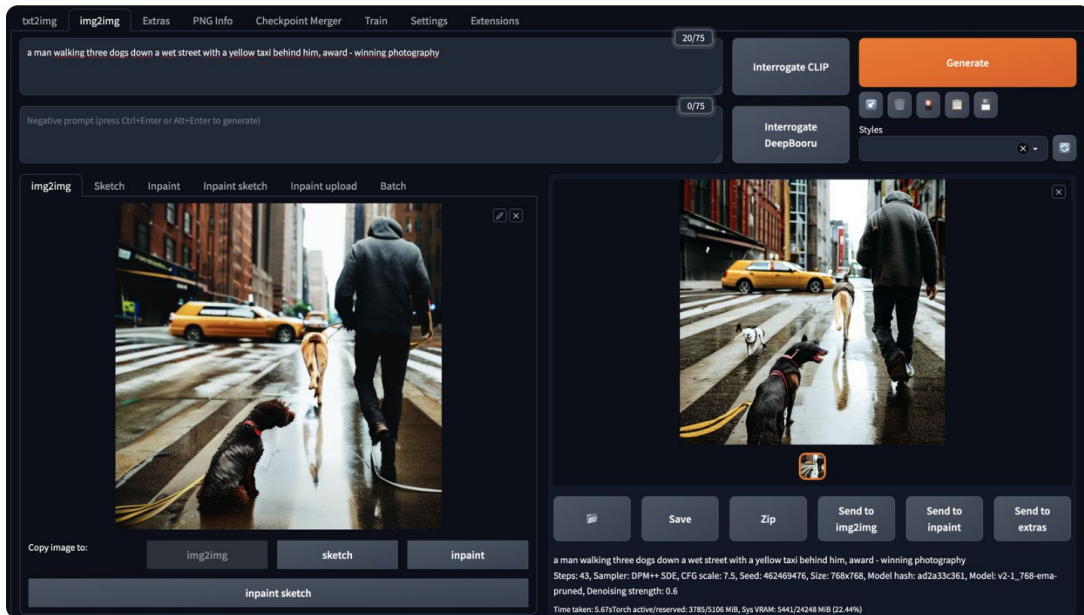 txt2img img2img Extras PNG Info Checkpoint Merger Train Settings Extensions
20/75
a man walking three dogs down a wet street with a yellow taxi behind him, award - winning photography
Interrogate CLIP
Generate
0/75
Negative prompt (press Ctrl+Enter or Alt+Enter to generate)
Interrogate
DeepBooru
Styles
img2img Sketch Inpaint Inpaint sketch Inpaint upload Batch
Copy image to:
img2img
sketch
inpaint
inpaint sketch
Save
Zip
Send to
img2img
Send to
inpaint
Send to
extras
a man walking three dogs down a wet street with a yellow taxi behind him, award - winning photography
Steps: 43, Sampler: DPM++ SDE, CFG scale: 7.5, Seed: 462469476, Size: 768x768, Model hash: ad2a33c361, Model: v2-1_768-ema-
pruned, Denoising strength: 0.6
Time taken: 5.67sTorch active/reserved: 3785/5106 MiB, Sys VRAM: 5441/24248 MiB (22.44%)